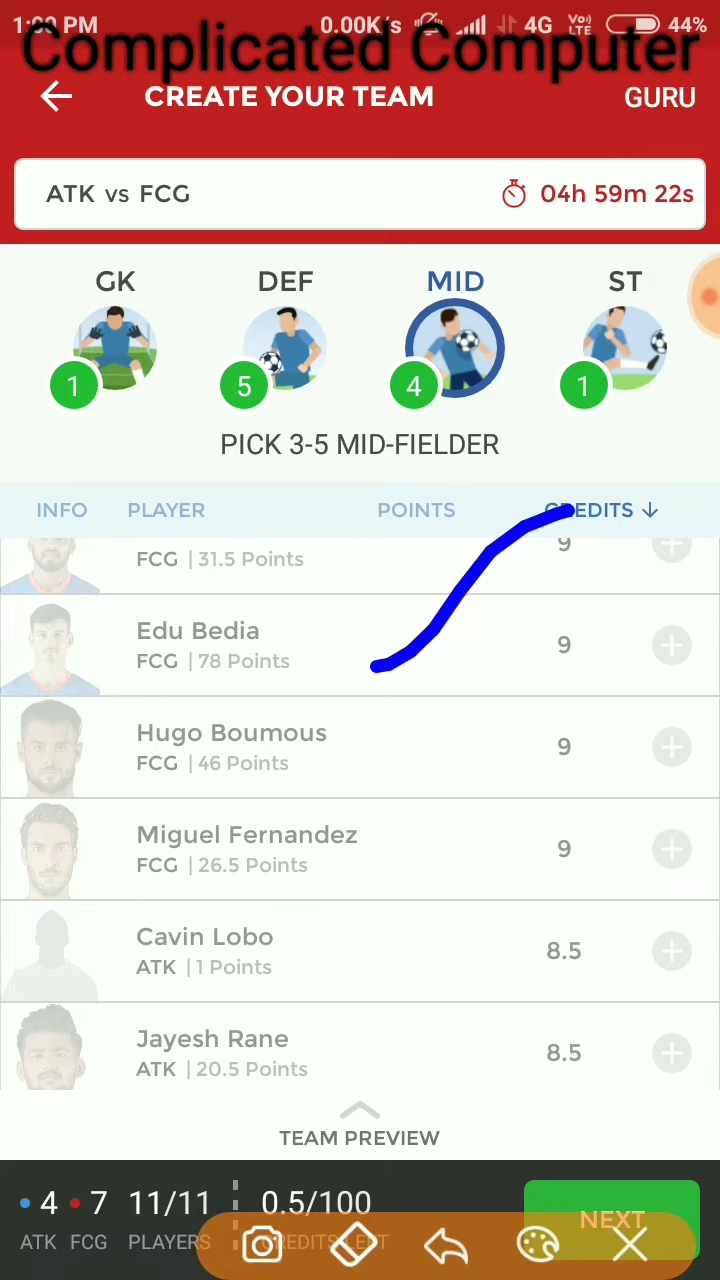 1:00 PM 0.00K/s 4G Vo) LTE 44%
Complicated Computer
CREATE YOUR TEAM GURU
ATK vs FCG 04h 59m 22s
GK DEF MID ST
1 5 4 1
PICK 3-5 MID-FIELDER
INFO PLAYER POINTS CREDITS
FCG | 31.5 Points 9
Edu Bedia
FCG | 78 Points 9
Hugo Boumous
FCG | 46 Points 9
Miguel Fernandez
FCG | 26.5 Points 9
Cavin Lobo
ATK | 1 Points 8.5
Jayesh Rane
ATK | 20.5 Points 8.5
TEAM PREVIEW
4 7 11/11 0.5/100 NEXT
ATK FCG PLAYERS CREDITS LEFT